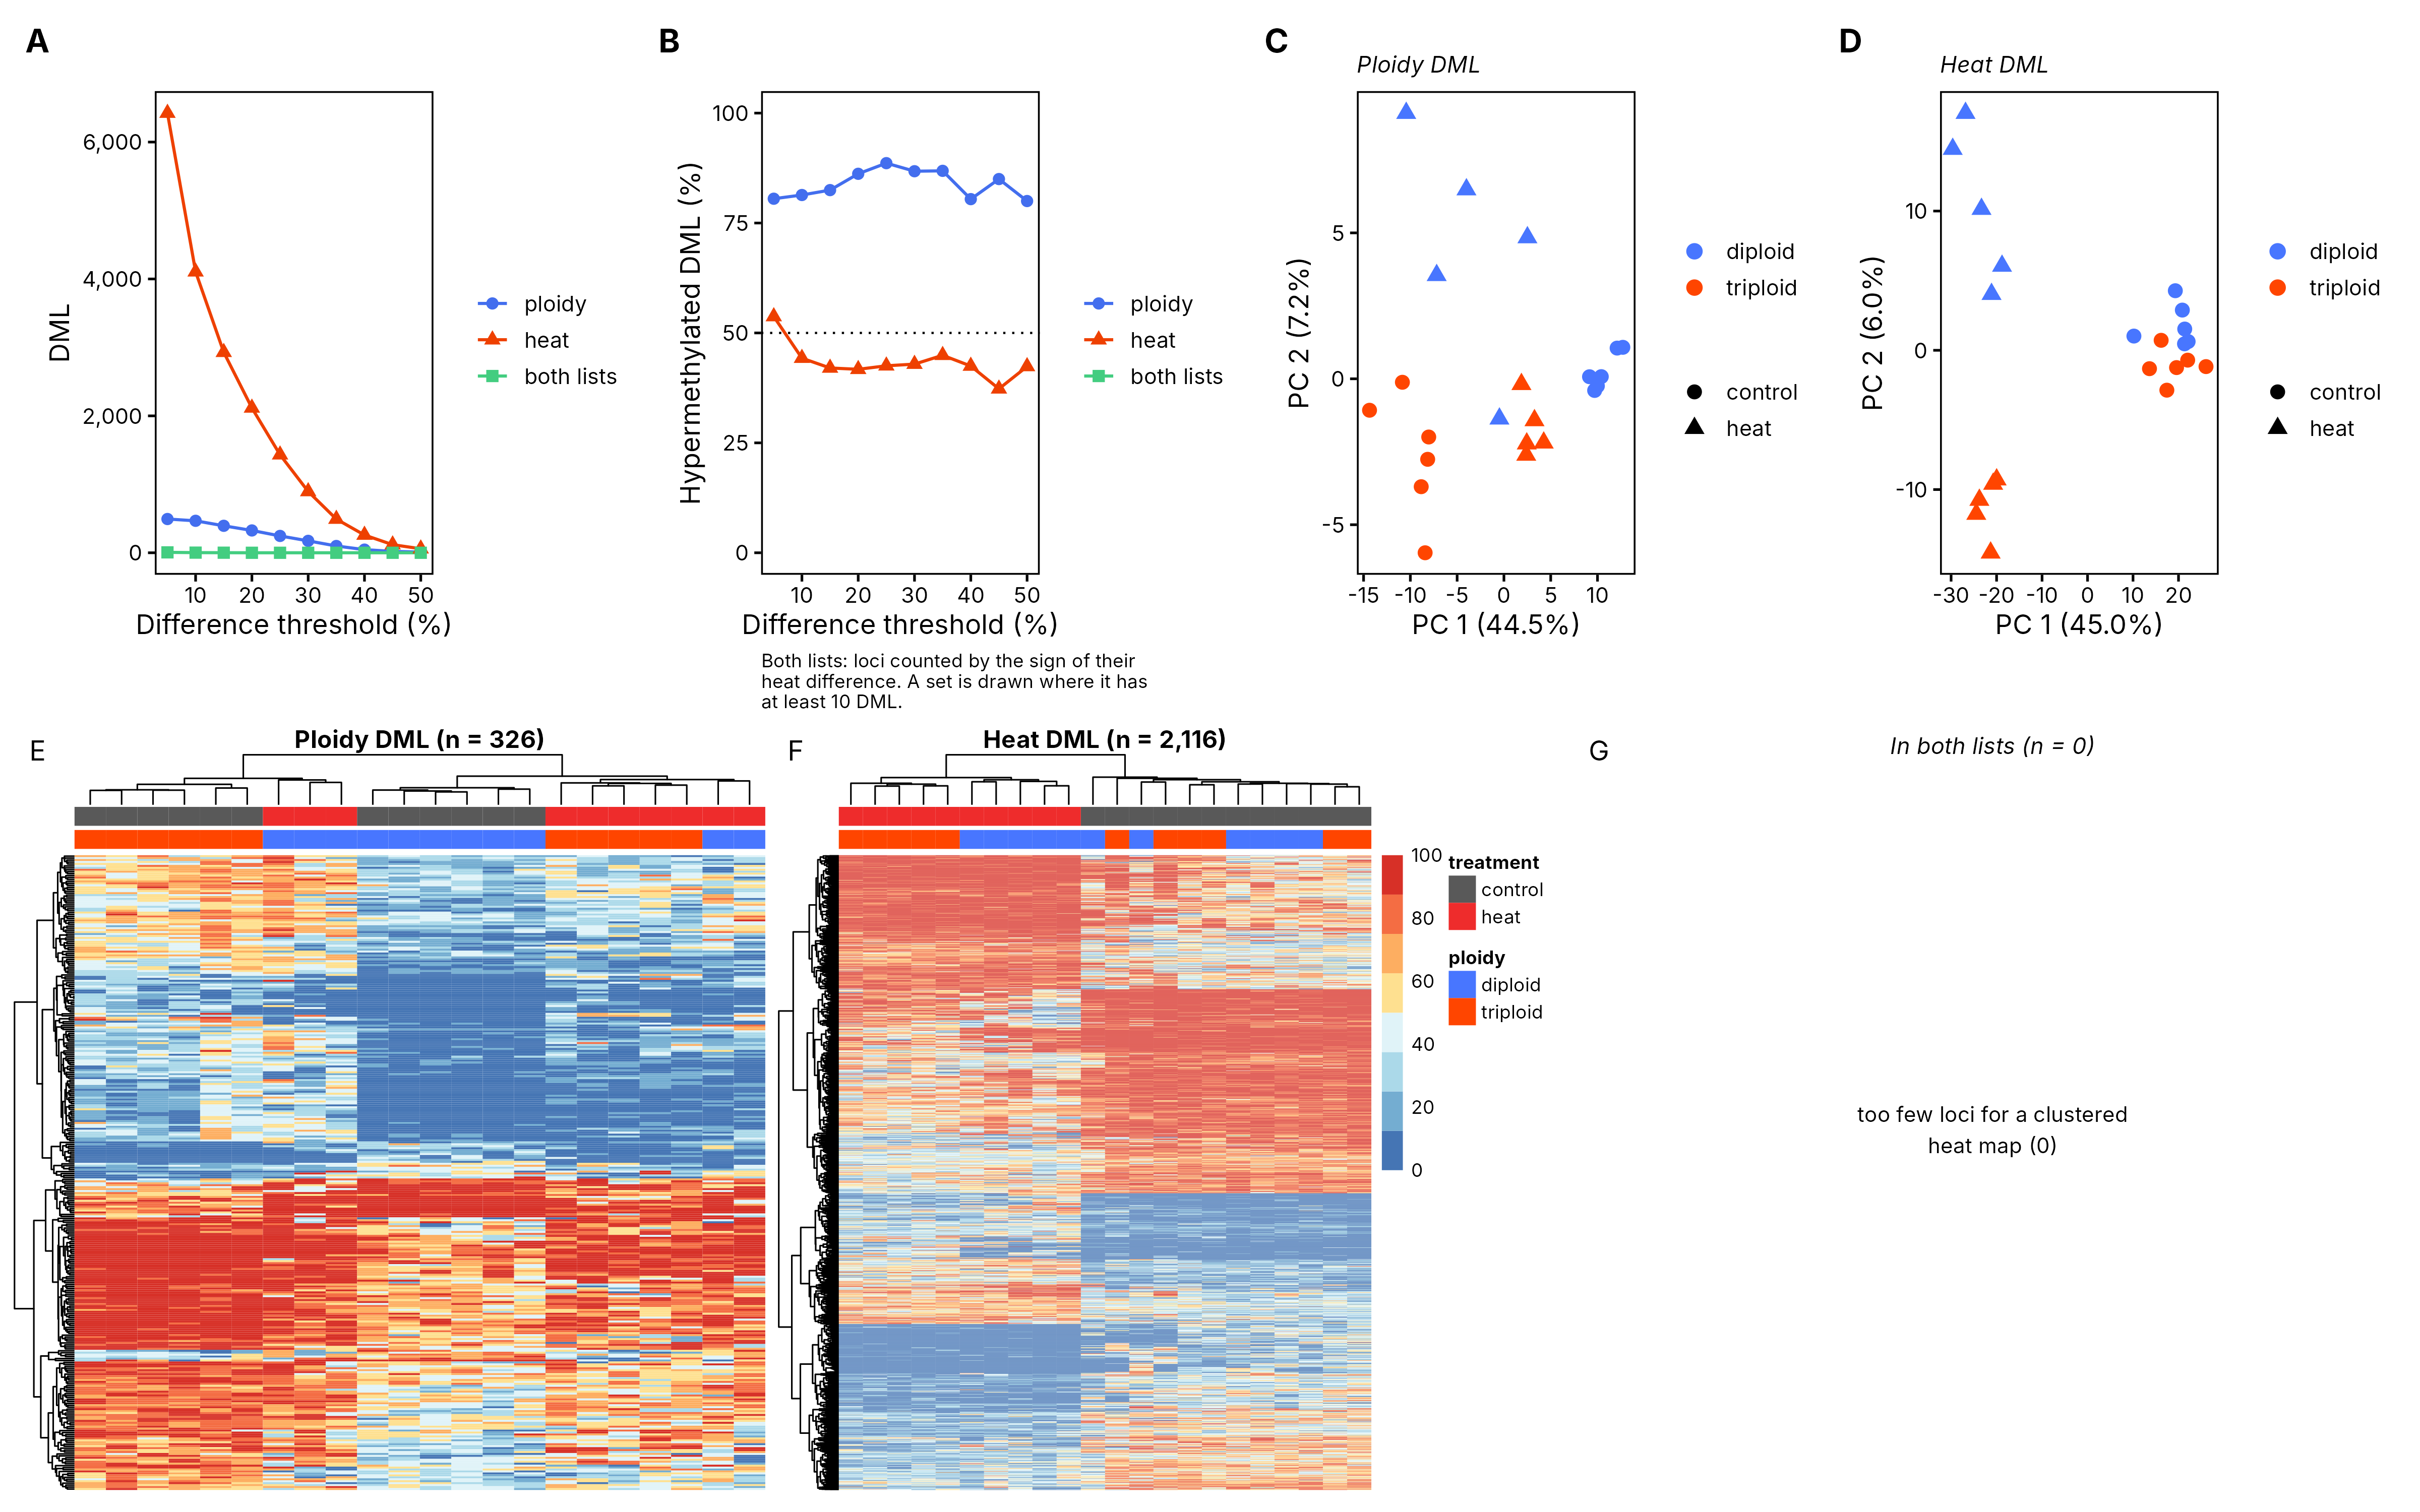 A
6,000
4,000
2,000
0
DML
10 20 30 40 50
Difference threshold (%)
ploidy
heat
both lists
B
100
75
50
25
0
Hypermethylated DML (%)
10 20 30 40 50
Difference threshold (%)
ploidy
heat
both lists
Both lists: loci counted by the sign of their
heat difference. A set is drawn where it has
at least 10 DML.
C
Ploidy DML
5
0
-5
PC 2 (7.2%)
-15 -10 -5 0 5 10
PC 1 (44.5%)
diploid
triploid
control
heat
D
Heat DML
10
0
-10
PC 2 (6.0%)
-30 -20 -10 0 10 20
PC 1 (45.0%)
diploid
triploid
control
heat
E
Ploidy DML (n = 326)
F
Heat DML (n = 2,116)
100
80
60
40
20
0
treatment
control
heat
ploidy
diploid
triploid
G
In both lists (n = 0)
too few loci for a clustered
heat map (0)